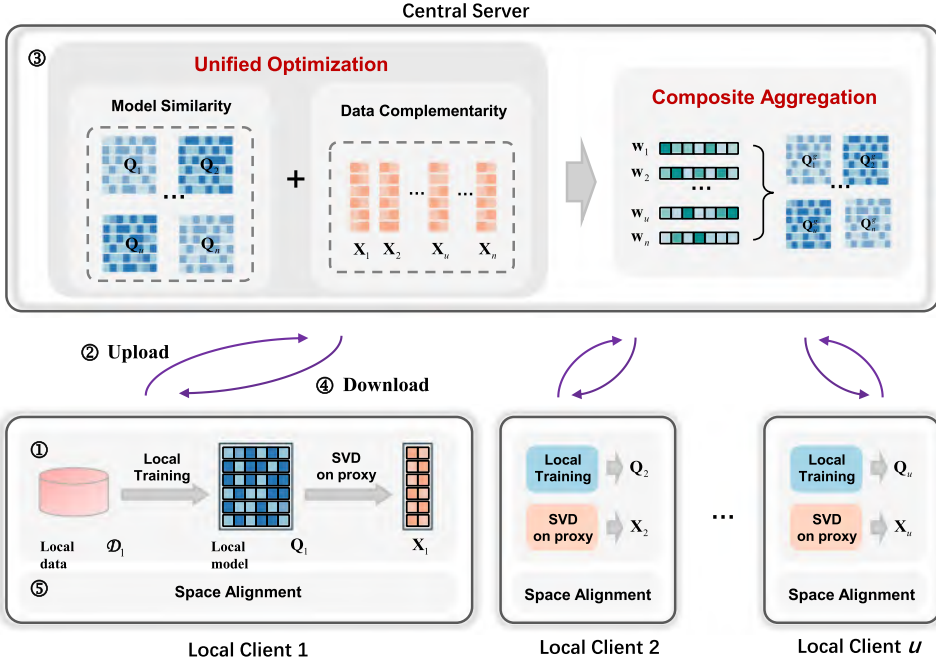 Central Server
③
Unified Optimization
Model Similarity
Q1
Q2
...
Qu
Qn
+
Data Complementarity
... ...
X1 X2 Xu Xn
Composite Aggregation
w1
w2
...
wu
wn
...
② Upload
④ Download
①
Local Training
SVD on proxy
Local data
𝒟1
Local model
Q1
X1
⑤
Space Alignment
Local Client 1
Local Training
Q2
SVD on proxy
X2
Space Alignment
Local Client 2
...
Local Training
Qu
SVD on proxy
Xu
Space Alignment
Local Client u